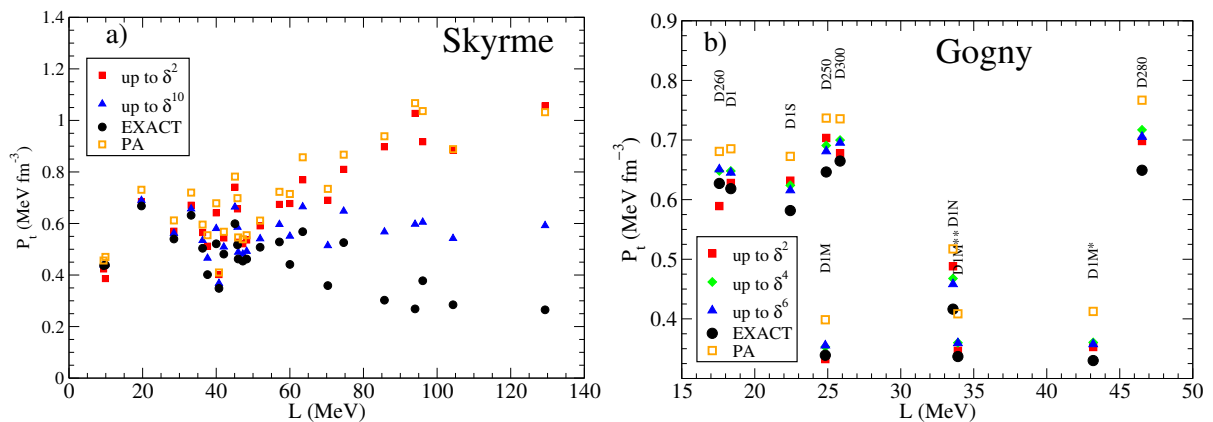 a)
Skyrme
up to δ²
up to δ¹⁰
EXACT
PA
Pₜ (MeV fm⁻³)
1.4
1.2
1
0.8
0.6
0.4
0.2
0
0 20 40 60 80 100 120 140
L (MeV)
b)
Gogny
D260
D1
D1S
D250
D300
D280
D1M
D1N
D1M**
D1M*
up to δ²
up to δ⁴
up to δ⁶
EXACT
PA
Pₜ (MeV fm⁻³)
0.9
0.8
0.7
0.6
0.5
0.4
15 20 25 30 35 40 45 50
L (MeV)